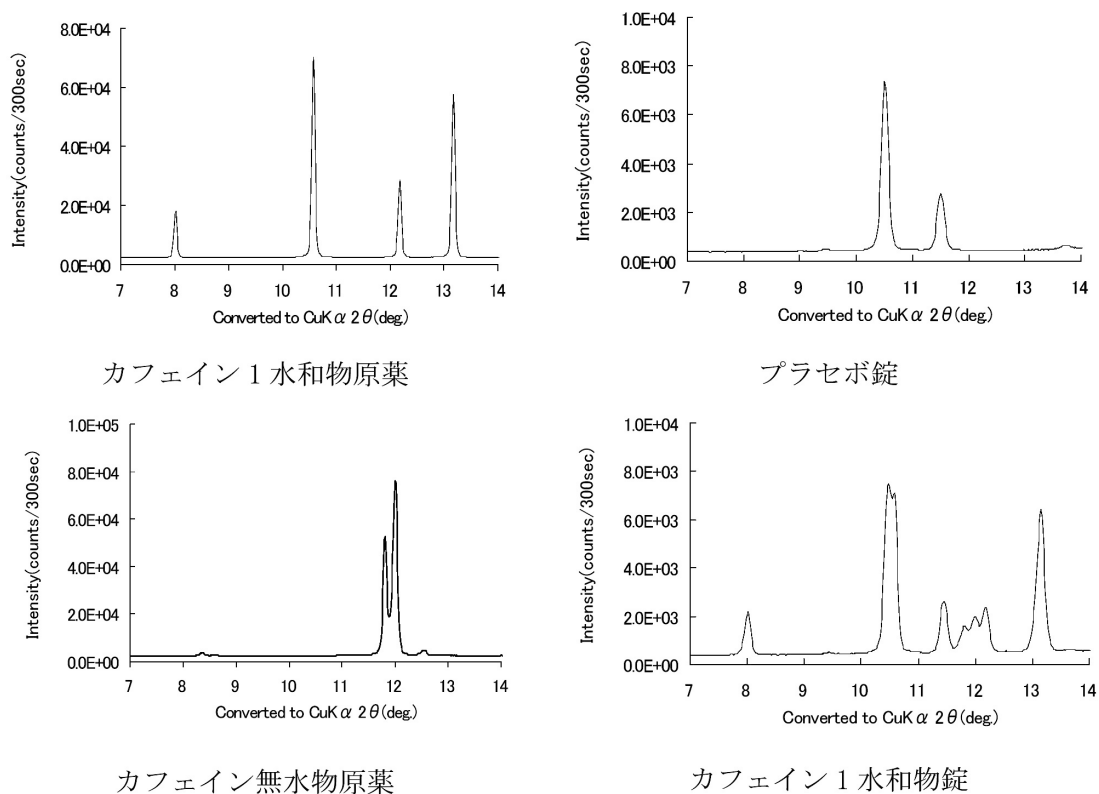 Intensity(counts/300sec)
8.0E+04
6.0E+04
4.0E+04
2.0E+04
0.0E+00
7 8 9 10 11 12 13 14
Converted to CuKα 2θ(deg.)
カフェイン1水和物原薬
Intensity(counts/300sec)
1.0E+04
8.0E+03
6.0E+03
4.0E+03
2.0E+03
0.0E+00
7 8 9 10 11 12 13 14
Converted to CuKα 2θ(deg.)
プラセボ錠
Intensity(counts/300sec)
1.0E+05
8.0E+04
6.0E+04
4.0E+04
2.0E+04
0.0E+00
7 8 9 10 11 12 13 14
Converted to CuKα 2θ(deg.)
カフェイン無水物原薬
Intensity(counts/300sec)
1.0E+04
8.0E+03
6.0E+03
4.0E+03
2.0E+03
0.0E+00
7 8 9 10 11 12 13 14
Converted to CuKα 2θ(deg.)
カフェイン1水和物錠